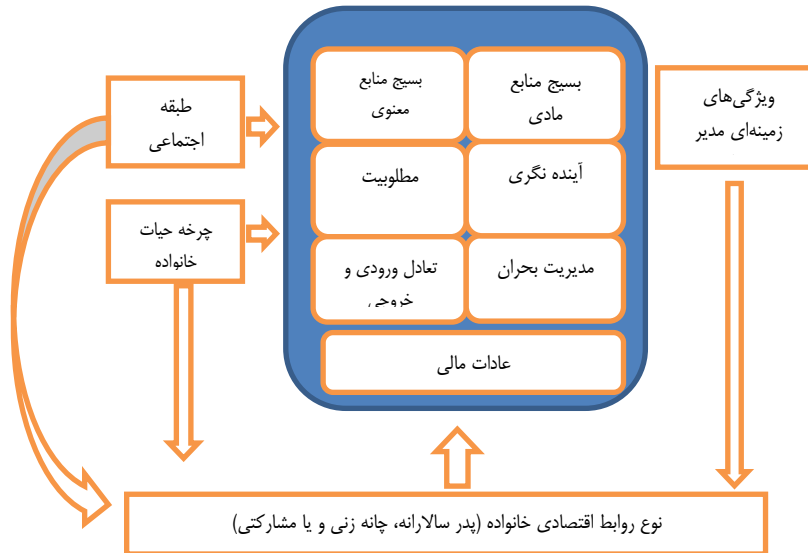 بسیج منابع
مادی
بسیج منابع
معنوی
ویژگی‌های
زمینه‌ای مدیر
طبقه
اجتماعی
آینده نگری
مطلوبیت
چرخه حیات
خانواده
مدیریت بحران
تعادل ورودی و
خروجی
عادات مالی
نوع روابط اقتصادی خانواده (پدر سالارانه، چانه زنی و یا مشارکتی)